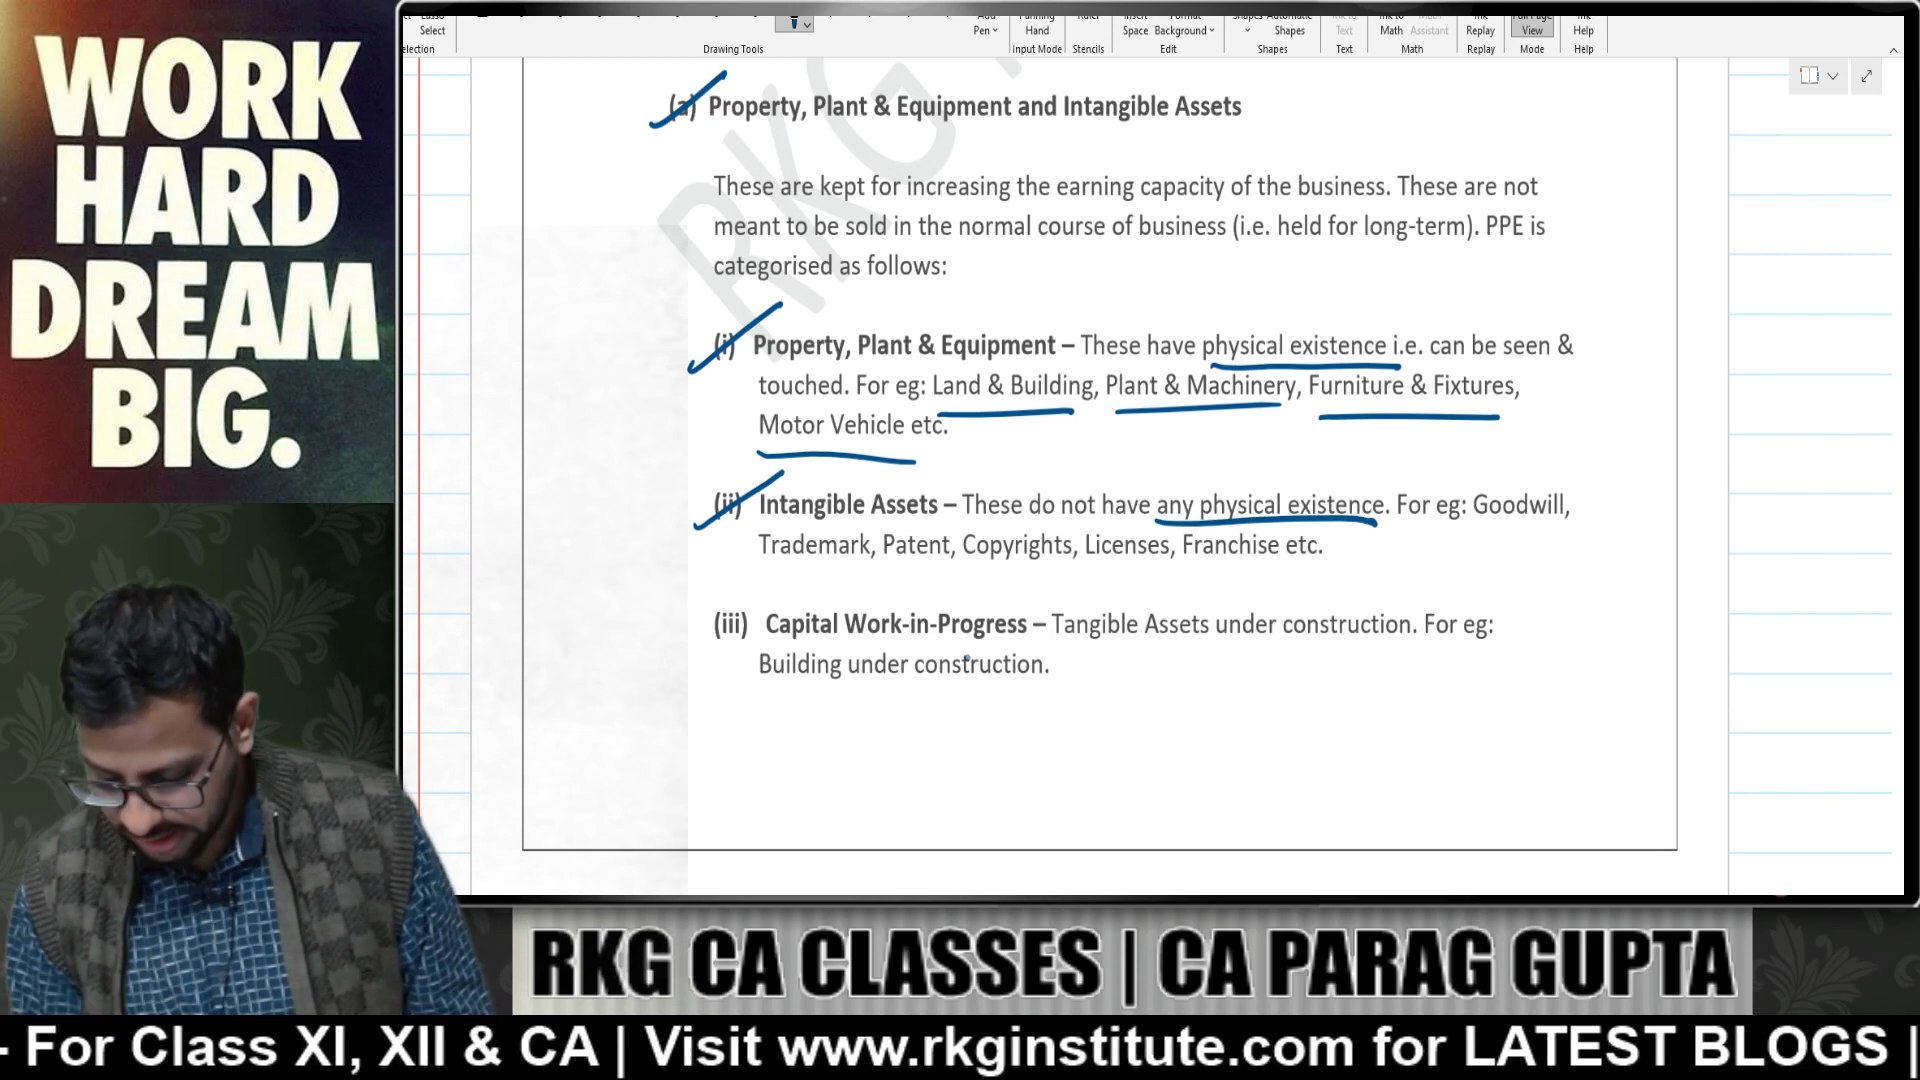 WORK
HARD
DREAM
BIG.
Select
Pen
Hand
Space
Background
Shapes
Text
Math
Assistant
Replay
View
Help
Drawing Tools
Input Mode
Stencils
Edit
Shapes
Text
Math
Replay
Mode
Help
(a) Property, Plant & Equipment and Intangible Assets
These are kept for increasing the earning capacity of the business. These are not
meant to be sold in the normal course of business (i.e. held for long-term). PPE is
categorised as follows:
(i) Property, Plant & Equipment – These have physical existence i.e. can be seen &
touched. For eg: Land & Building, Plant & Machinery, Furniture & Fixtures,
Motor Vehicle etc.
(ii) Intangible Assets – These do not have any physical existence. For eg: Goodwill,
Trademark, Patent, Copyrights, Licenses, Franchise etc.
(iii) Capital Work-in-Progress – Tangible Assets under construction. For eg:
Building under construction.
RKG
RKG CA CLASSES | CA PARAG GUPTA
- For Class XI, XII & CA | Visit www.rkginstitute.com for LATEST BLOGS |